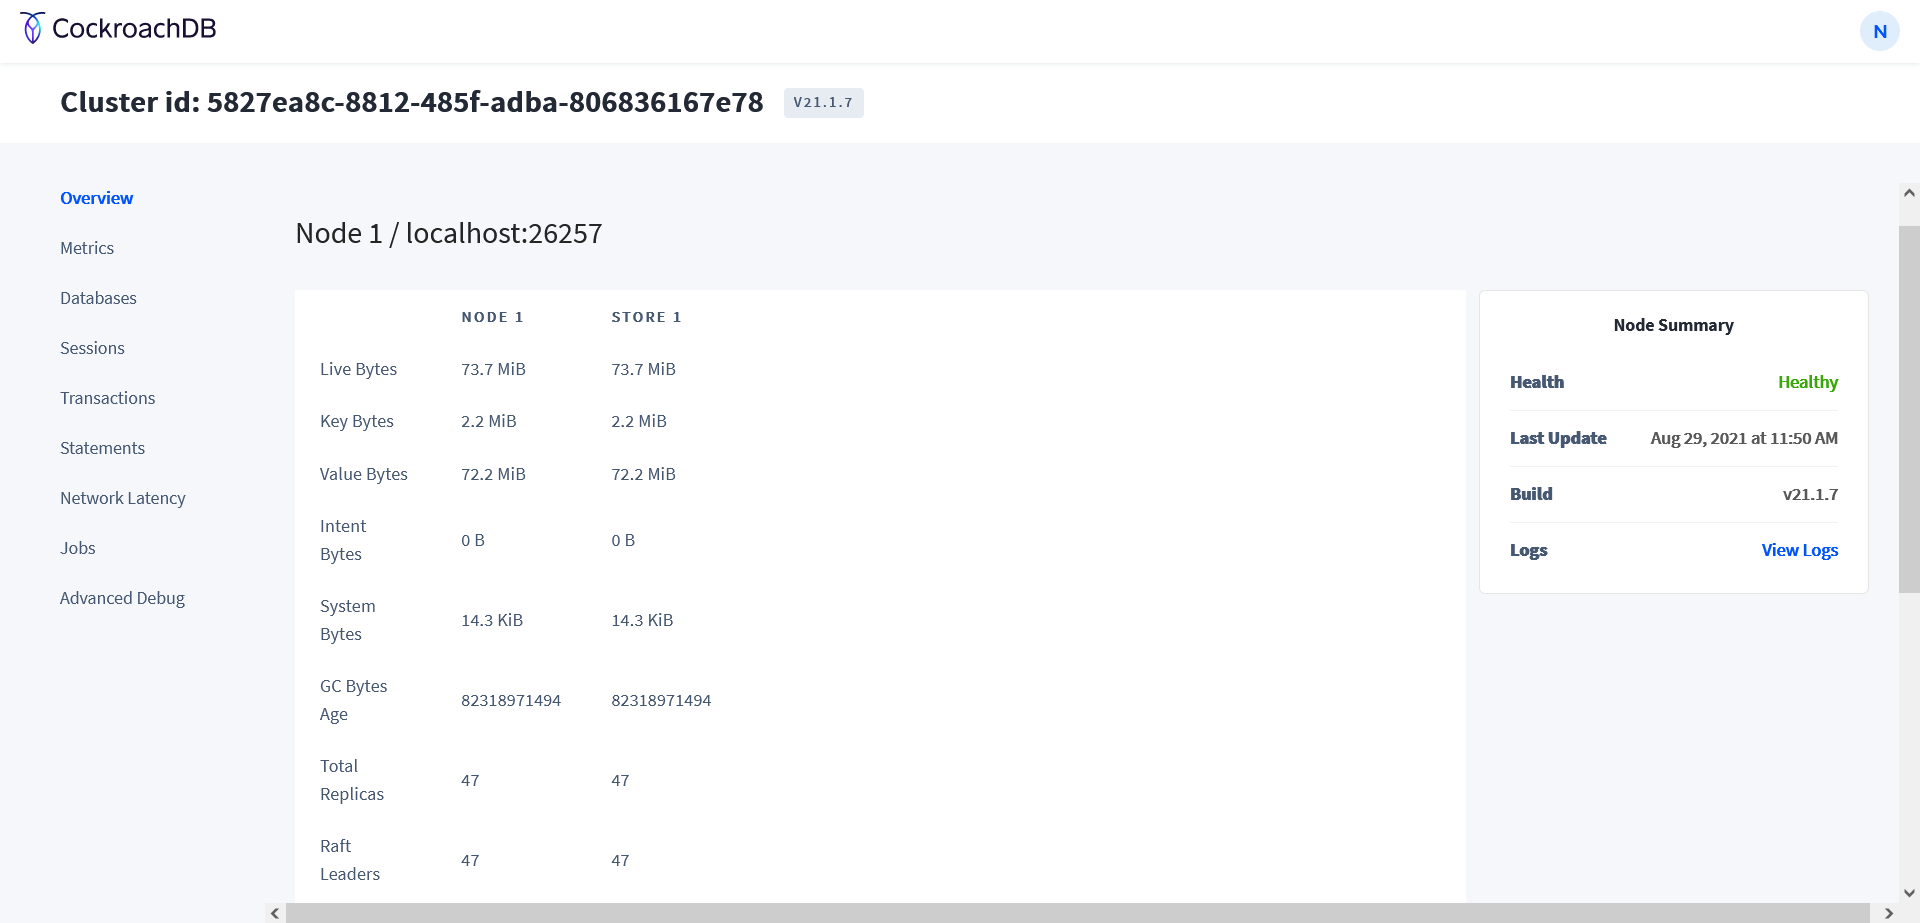 CockroachDB
N
Cluster id: 5827ea8c-8812-485f-adba-806836167e78 V21.1.7
Overview
Metrics
Databases
Sessions
Transactions
Statements
Network Latency
Jobs
Advanced Debug
Node 1 / localhost:26257
NODE 1 STORE 1
Live Bytes 73.7 MiB 73.7 MiB
Key Bytes 2.2 MiB 2.2 MiB
Value Bytes 72.2 MiB 72.2 MiB
Intent
Bytes 0 B 0 B
System
Bytes 14.3 KiB 14.3 KiB
GC Bytes
Age 82318971494 82318971494
Total
Replicas 47 47
Raft
Leaders 47 47
Node Summary
Health Healthy
Last Update Aug 29, 2021 at 11:50 AM
Build v21.1.7
Logs View Logs